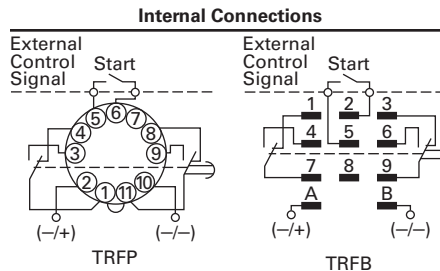 Internal Connections
External
Control
Signal
Start
5
6
7
4
8
3
9
2
1
11
10
(–/+)
(–/–)
TRFP
External
Control
Signal
Start
1
2
3
4
5
6
7
8
9
A
B
(–/+)
(–/–)
TRFB